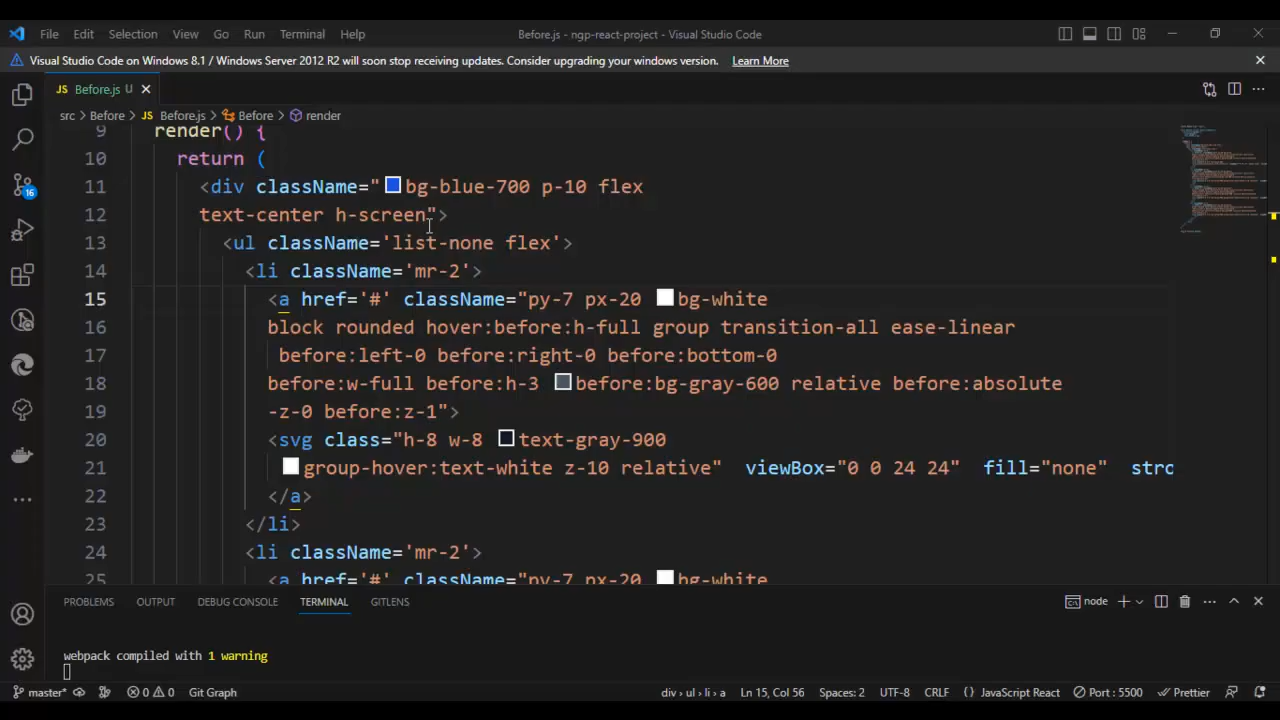 File Edit Selection View Go Run Terminal Help Before.js - ngp-react-project - Visual Studio Code
Visual Studio Code on Windows 8.1 / Windows Server 2012 R2 will soon stop receiving updates. Consider upgrading your windows version. Learn More
JS Before.js U
src › Before › JS Before.js › Before › render
9 render() {
10 return (
11 <div className="bg-blue-700 p-10 flex
12 text-center h-screen">
13 <ul className='list-none flex'>
14 <li className='mr-2'>
15 <a href='#' className="py-7 px-20 bg-white
16 block rounded hover:before:h-full group transition-all ease-linear
17 before:left-0 before:right-0 before:bottom-0
18 before:w-full before:h-3 before:bg-gray-600 relative before:absolute
19 -z-0 before:z-1">
20 <svg class="h-8 w-8 text-gray-900
21 group-hover:text-white z-10 relative" viewBox="0 0 24 24" fill="none" stro
22 </a>
23 </li>
24 <li className='mr-2'>
25 <a href='#' className="py-7 px-20 bg-white
PROBLEMS OUTPUT DEBUG CONSOLE TERMINAL GITLENS node
webpack compiled with 1 warning
16
master* 0 0 Git Graph div › ul › li › a Ln 15, Col 56 Spaces: 2 UTF-8 CRLF {} JavaScript React Port : 5500 Prettier